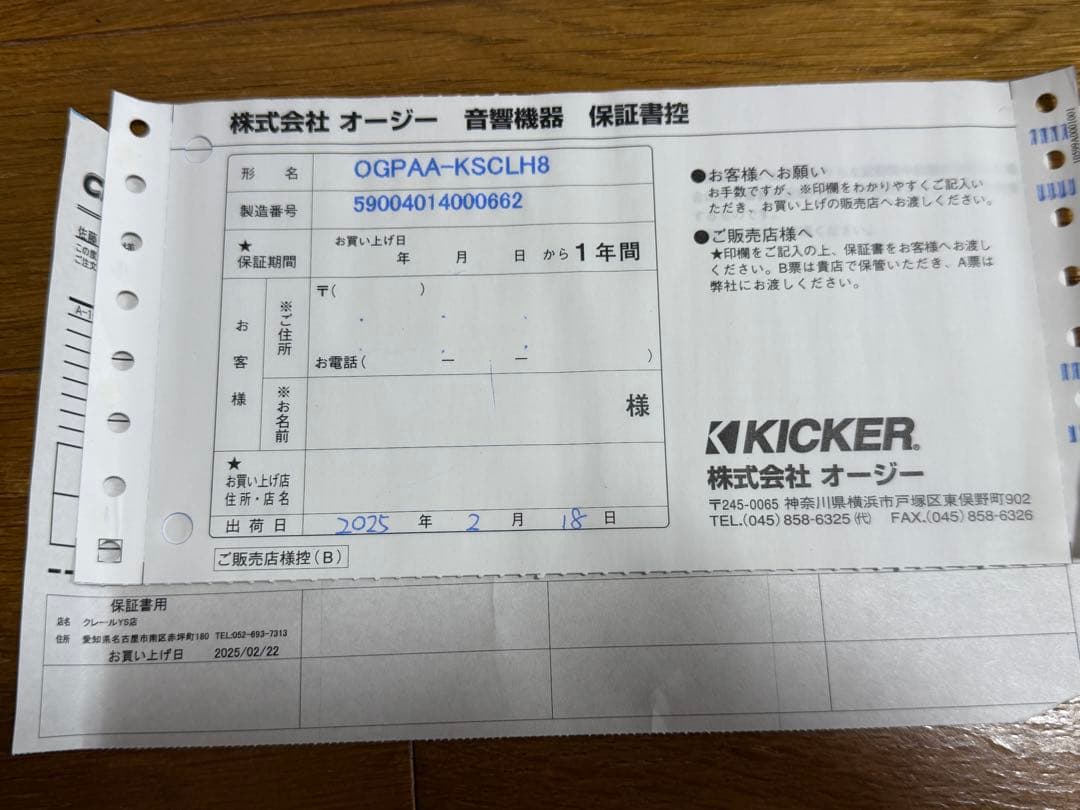 株式会社 オージー 音響機器 保証書控
形名 OGPAA-KSCLH8
製造番号 59004014000662
★保証期間 お買い上げ日 年 月 日 から 1年間
お客様
※ご住所 〒( )
お電話( ー ー )
※お名前 様
★お買い上げ店
住所・店名
出荷日 2025 年 2 月 18 日
ご販売店様控(B)
●お客様へお願い
お手数ですが、※印欄をわかりやすくご記入い
ただき、お買い上げの販売店へお渡しください。
●ご販売店様へ
★印欄をご記入の上、保証書をお客様へお渡し
ください。B票は貴店で保管いただき、A票は
弊社にお渡しください。
KICKER®
株式会社 オージー
〒245-0065 神奈川県横浜市戸塚区東俣野町902
TEL.(045)858-6325(代) FAX.(045)858-6326
佐藤
この度
ご注文
A-1
保証書用
店名 クレールYS店
住所 愛知県名古屋市南区赤坪町180 TEL:052-693-7313
お買い上げ日 2025/02/22